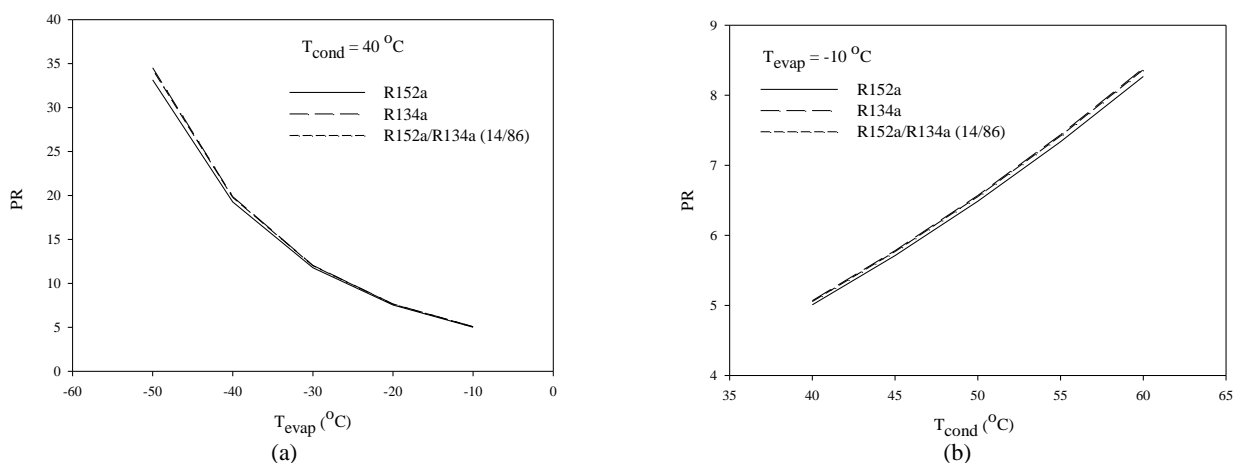 40
35
30
25
20
15
10
5
0
PR
T_cond = 40 °C
R152a
R134a
R152a/R134a (14/86)
-60 -50 -40 -30 -20 -10 0
T_evap (°C)
(a)
9
8
7
6
5
4
PR
T_evap = -10 °C
R152a
R134a
R152a/R134a (14/86)
35 40 45 50 55 60 65
T_cond (°C)
(b)